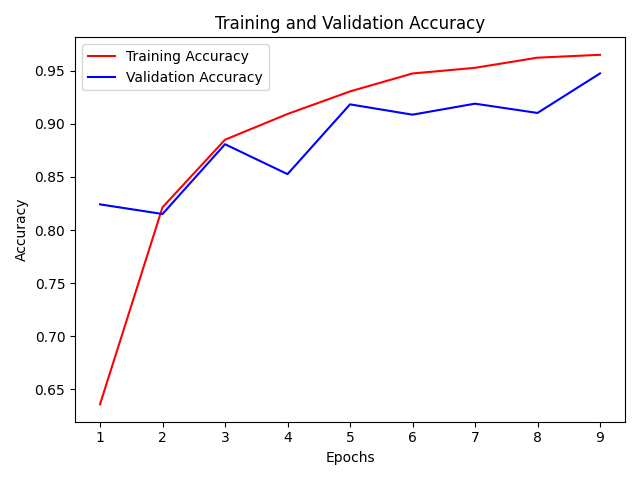 Training and Validation Accuracy
Training Accuracy
Validation Accuracy
0.95
0.90
0.85
0.80
0.75
0.70
0.65
Accuracy
1 2 3 4 5 6 7 8 9
Epochs